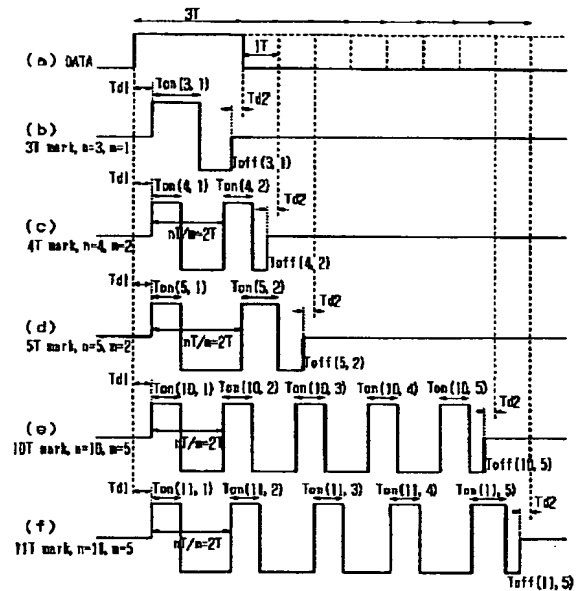 3T
1T
(a) DATA
Td1
Ton(3, 1)
Td2
(b)
3T mark, n=3, m=1
Toff(3, 1)
Td1
Ton(4, 1) Ton(4, 2)
Td2
(c)
nT/m=2T
4T mark, n=4, m=2
Toff(4, 2)
Td1
Ton(5, 1) Ton(5, 2)
Td2
(d)
nT/m=2T
5T mark, n=5, m=2
Toff(5, 2)
Td1
Ton(10, 1) Ton(10, 2) Ton(10, 3) Ton(10, 4) Ton(10, 5)
Td2
(e)
nT/m=2T
10T mark, n=10, m=5
Toff(10, 5)
Td1
Ton(11, 1) Ton(11, 2) Ton(11, 3) Ton(11, 4) Ton(11, 5)
Td2
(f)
nT/m=2T
11T mark, n=11, m=5
Toff(11, 5)